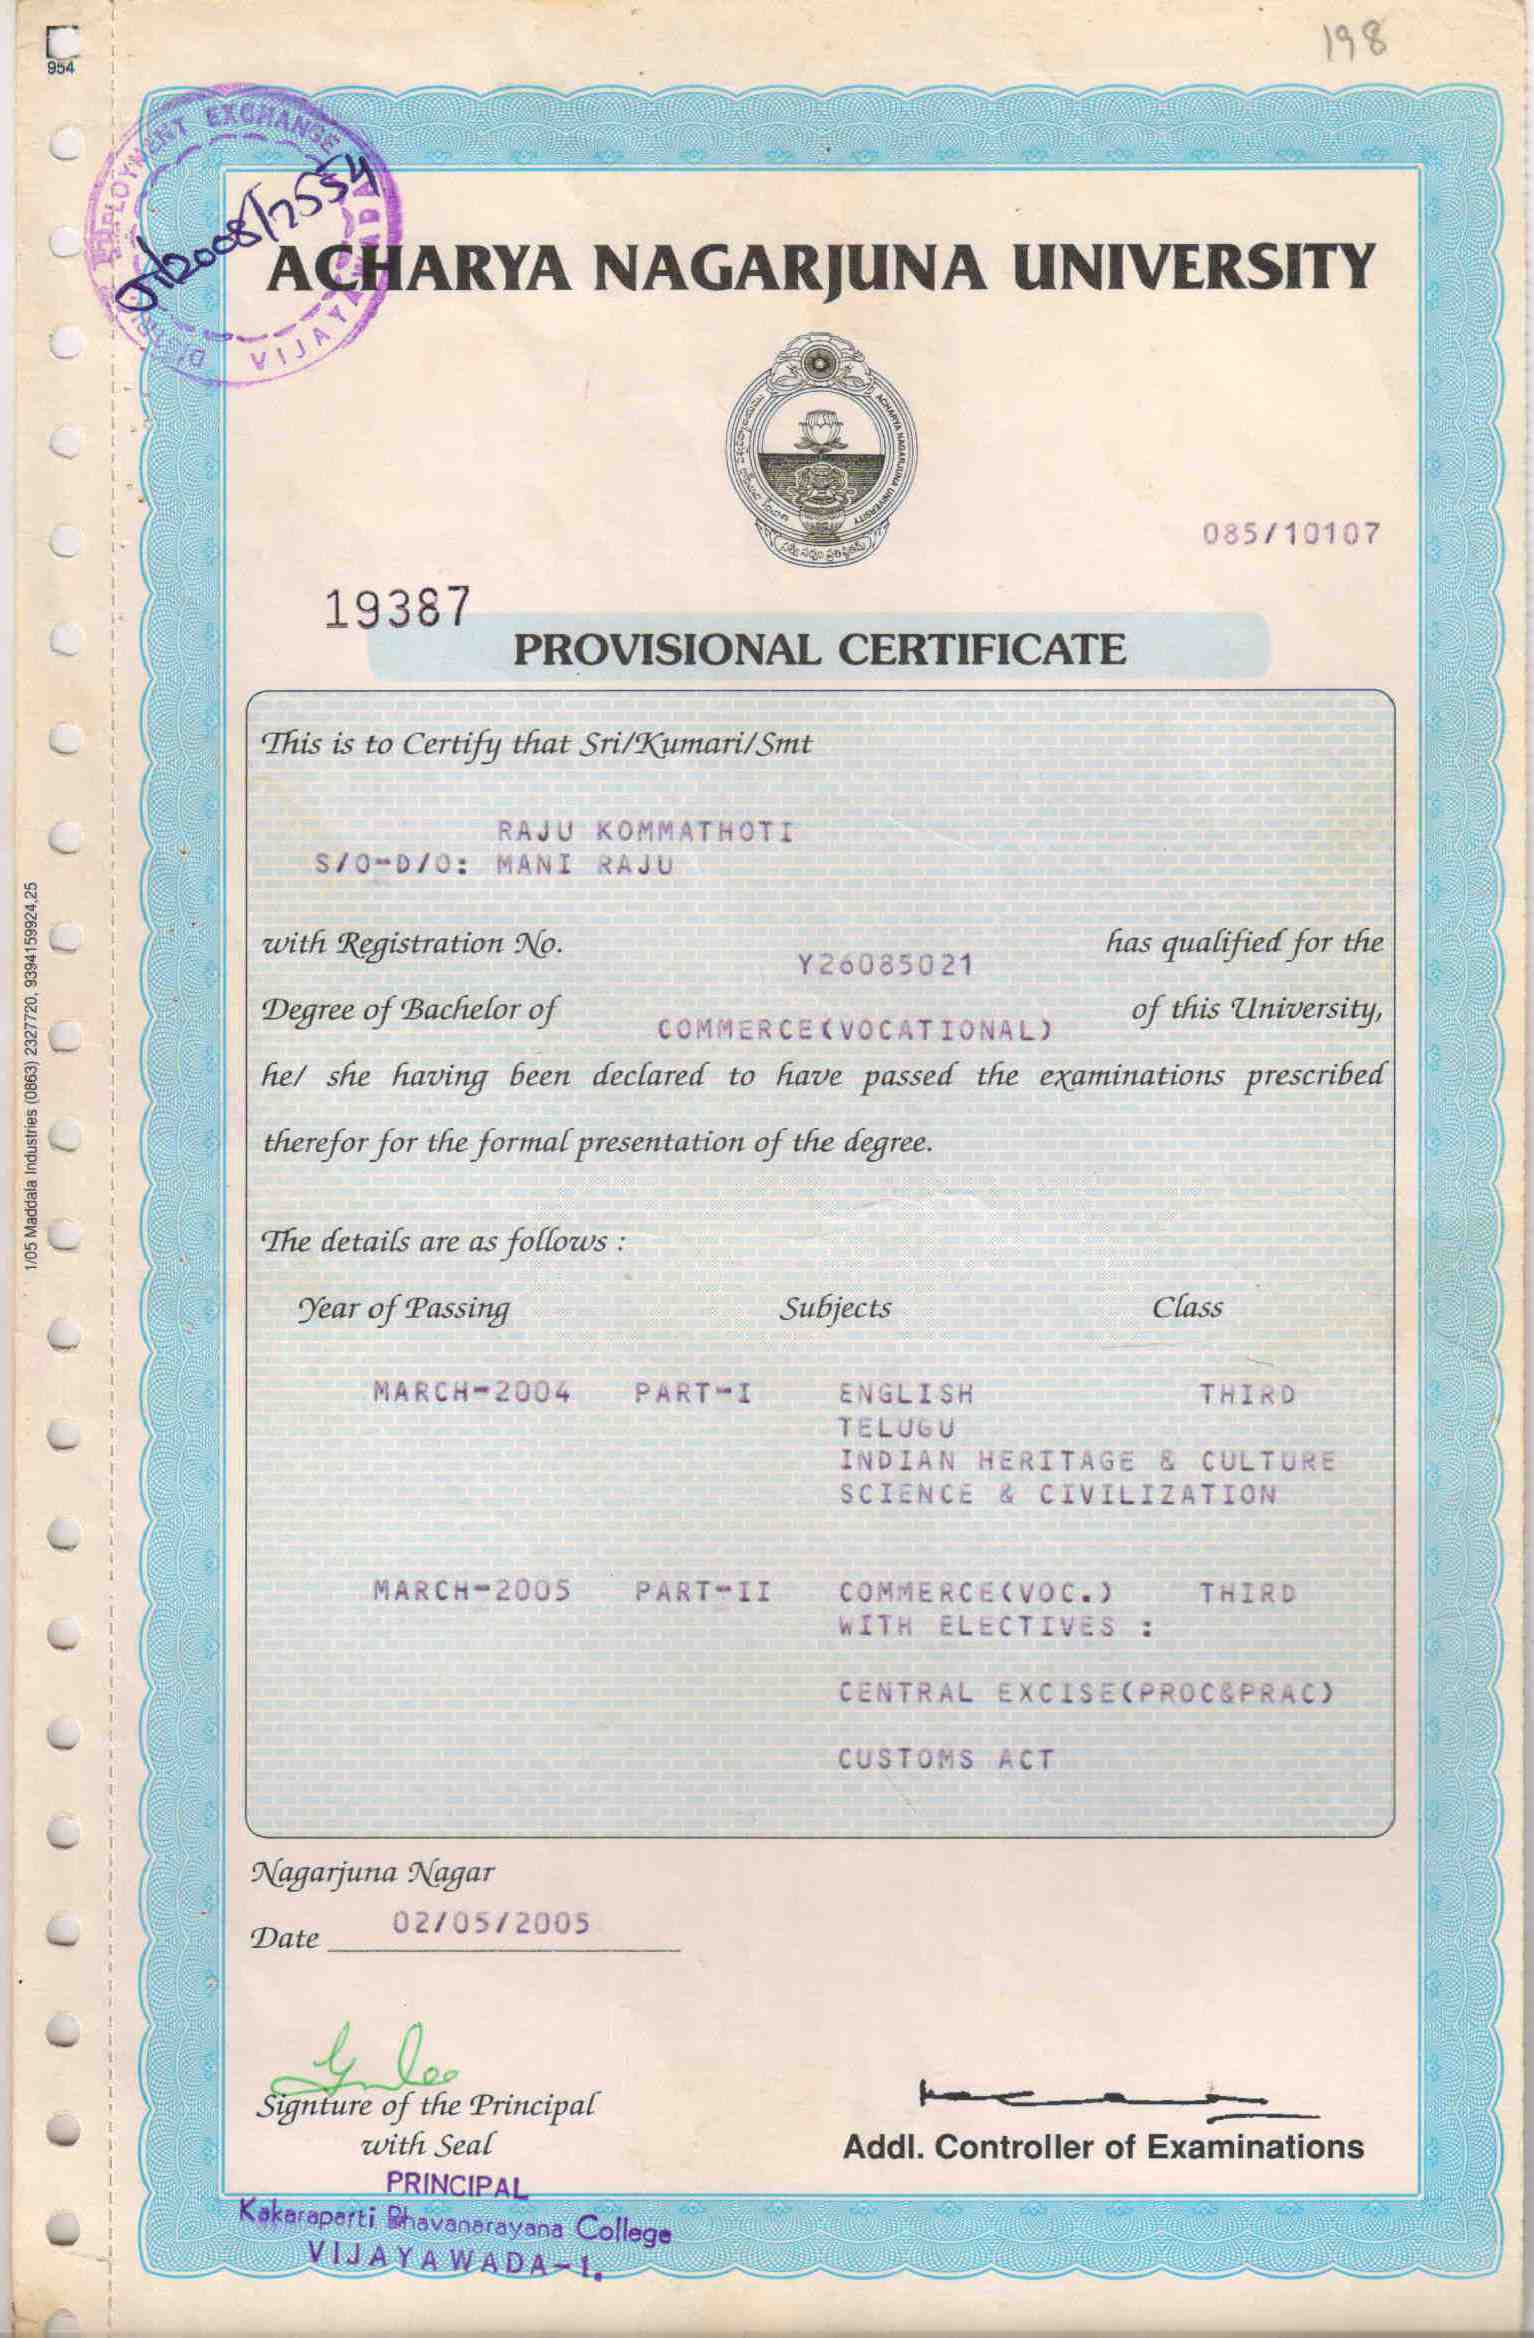 198
954
DISTRICT EMPLOYMENT EXCHANGE
VIJAYAWADA
ACHARYA NAGARJUNA UNIVERSITY
ACHARYA NAGARJUNA UNIVERSITY
085/10107
19387
PROVISIONAL CERTIFICATE
This is to Certify that Sri/Kumari/Smt
RAJU KOMMATHOTI
S/O-D/O: MANI RAJU
with Registration No. Y26085021 has qualified for the
Degree of Bachelor of COMMERCE(VOCATIONAL) of this University,
he/ she having been declared to have passed the examinations prescribed
therefor for the formal presentation of the degree.
The details are as follows :
Year of Passing Subjects Class
MARCH-2004 PART-I ENGLISH THIRD
TELUGU
INDIAN HERITAGE & CULTURE
SCIENCE & CIVILIZATION
MARCH-2005 PART-II COMMERCE(VOC.) THIRD
WITH ELECTIVES :
CENTRAL EXCISE(PROC&PRAC)
CUSTOMS ACT
Nagarjuna Nagar
Date 02/05/2005
Signture of the Principal
with Seal
Addl. Controller of Examinations
PRINCIPAL
Kakaraparti Bhavanarayana College
VIJAYAWADA-1.
1/05 Maddala Industries (0863) 2327720, 9394159924,25